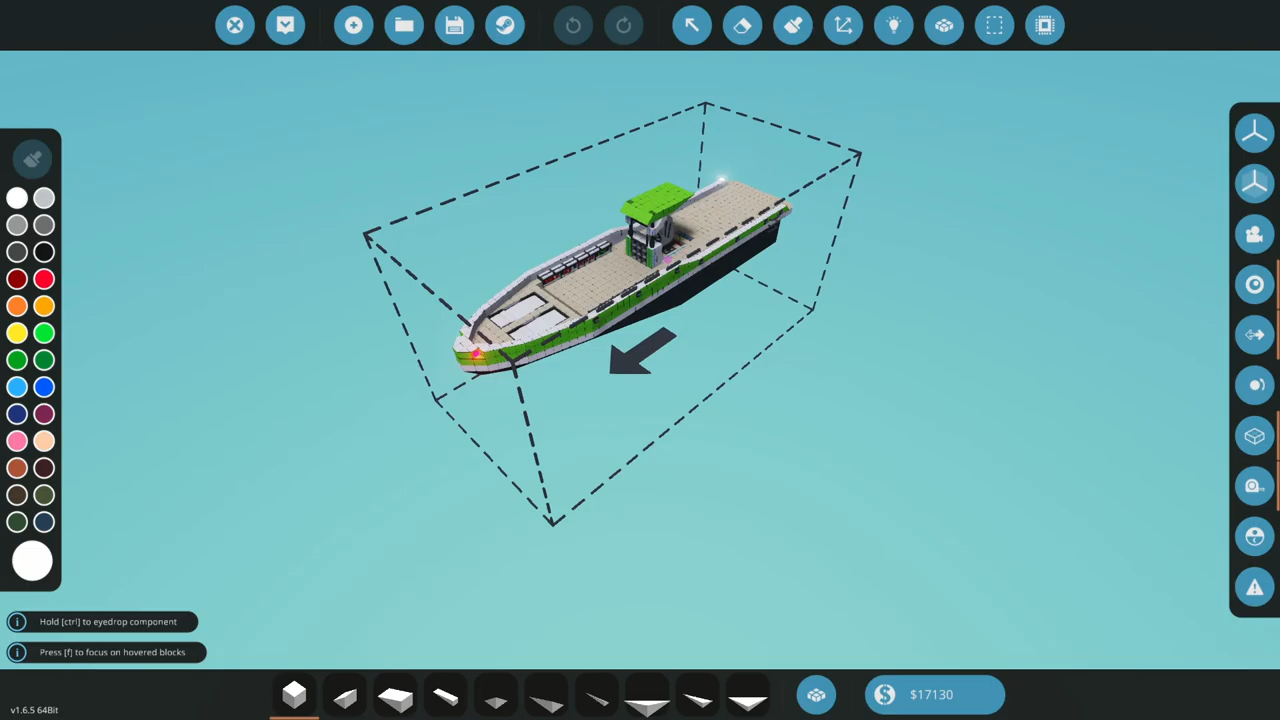 Hold [ctrl] to eyedrop component
Press [f] to focus on hovered blocks
v1.6.5 64Bit
$17130